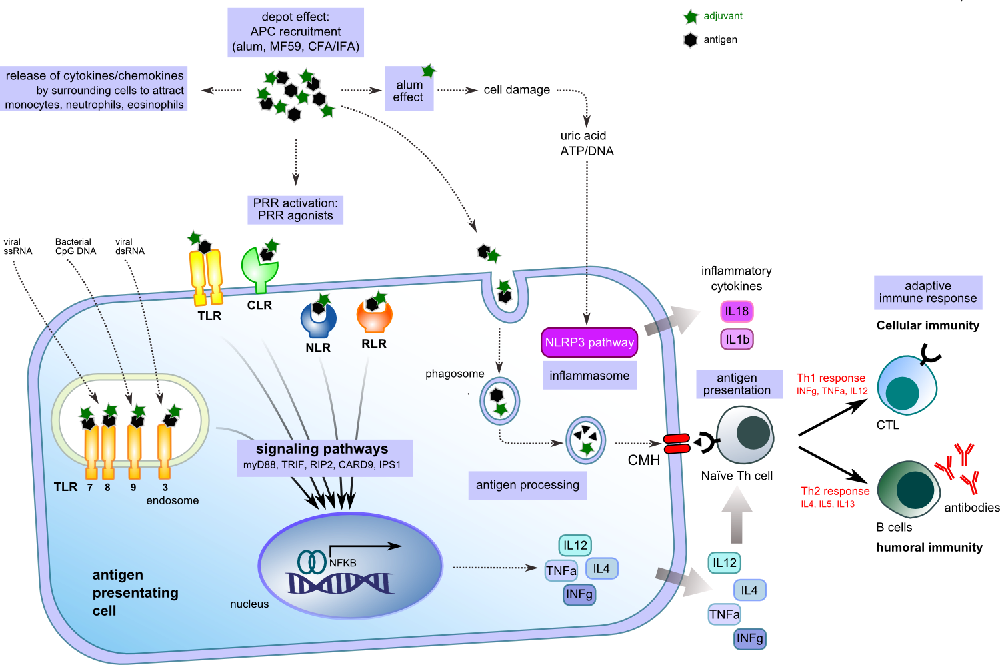 depot effect:
APC recruitment
(alum, MF59, CFA/IFA)
adjuvant
antigen
release of cytokines/chemokines
by surrounding cells to attract
monocytes, neutrophils, eosinophils
alum
effect
cell damage
uric acid
ATP/DNA
PRR activation:
PRR agonists
viral
ssRNA
Bacterial
CpG DNA
viral
dsRNA
TLR
CLR
NLR
RLR
inflammatory
cytokines
IL18
IL1b
NLRP3 pathway
inflammasome
adaptive
immune response
Cellular immunity
phagosome
antigen
presentation
Th1 response
INFg, TNFa, IL12
CTL
signaling pathways
myD88, TRIF, RIP2, CARD9, IPS1
CMH
Naïve Th cell
antigen processing
TLR 7 8 9 3
endosome
Th2 response
IL4, IL5, IL13
antibodies
B cells
humoral immunity
NFKB
nucleus
antigen
presentating
cell
IL12
TNFa
IL4
INFg
IL12
IL4
TNFa
INFg